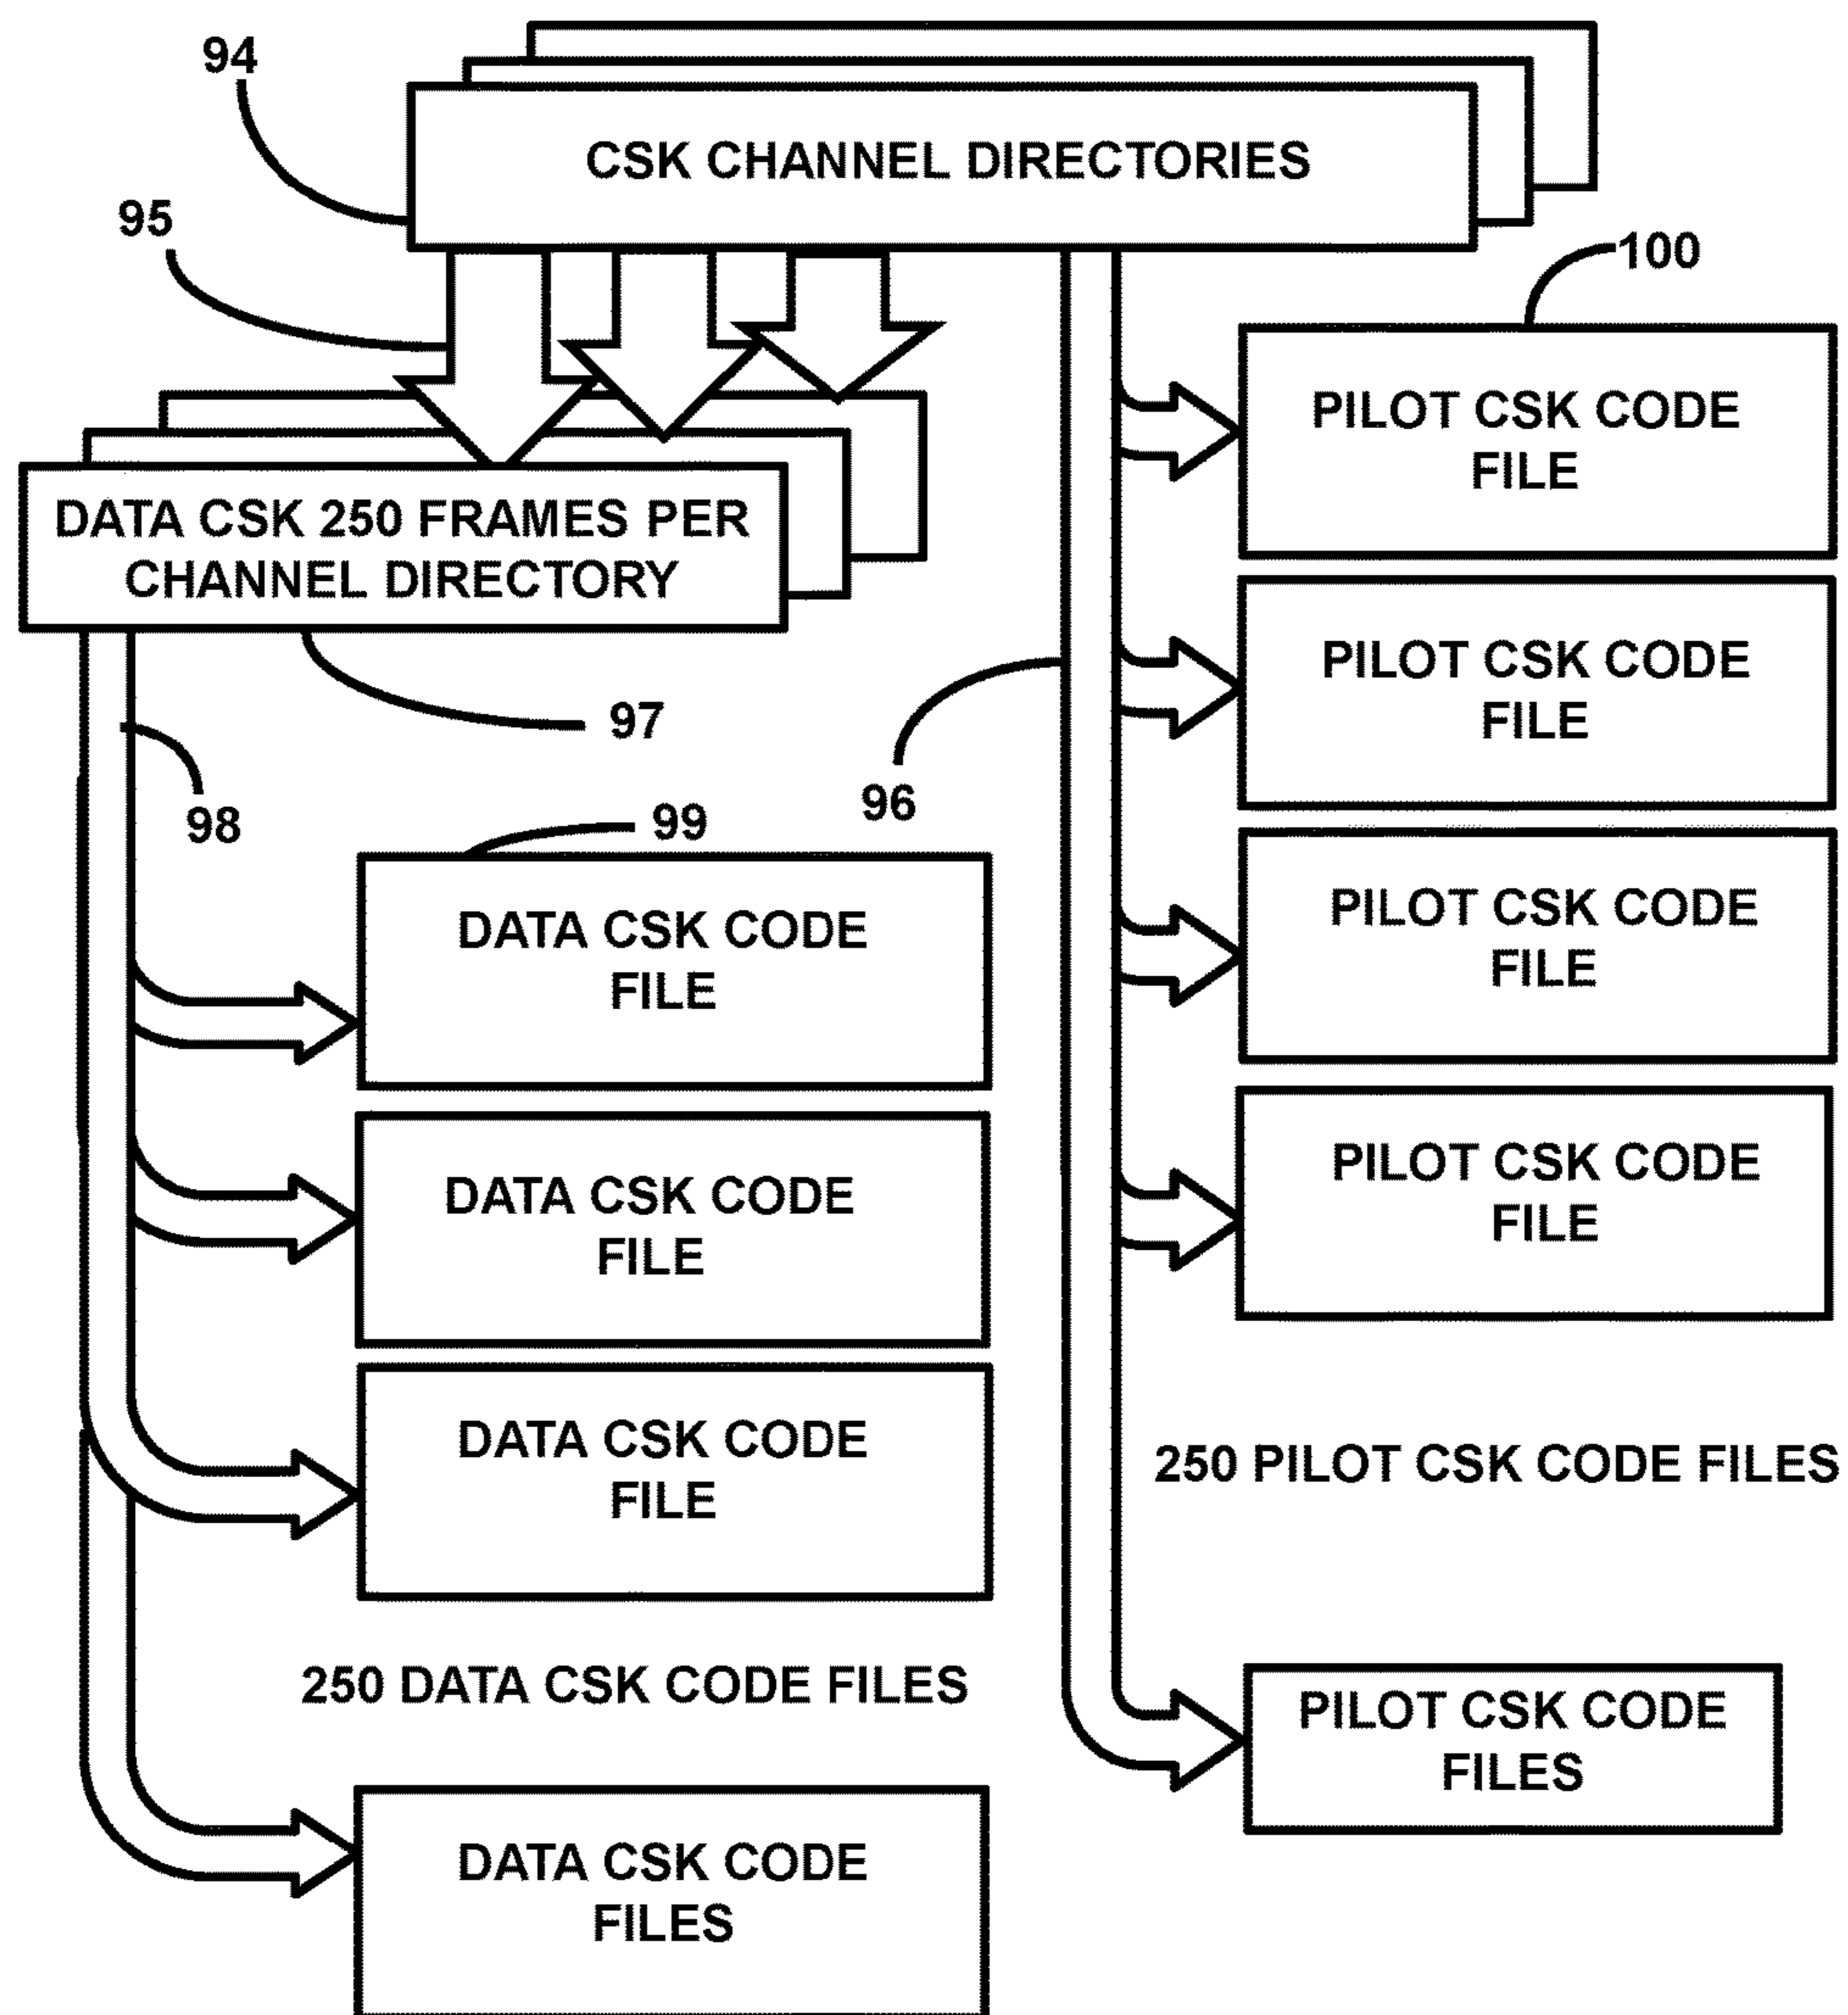 94
CSK CHANNEL DIRECTORIES
95
100
PILOT CSK CODE
FILE
DATA CSK 250 FRAMES PER
CHANNEL DIRECTORY
PILOT CSK CODE
FILE
97
96
98
99
PILOT CSK CODE
FILE
DATA CSK CODE
FILE
PILOT CSK CODE
FILE
DATA CSK CODE
FILE
DATA CSK CODE
FILE
250 PILOT CSK CODE FILES
250 DATA CSK CODE FILES
PILOT CSK CODE
FILES
DATA CSK CODE
FILES